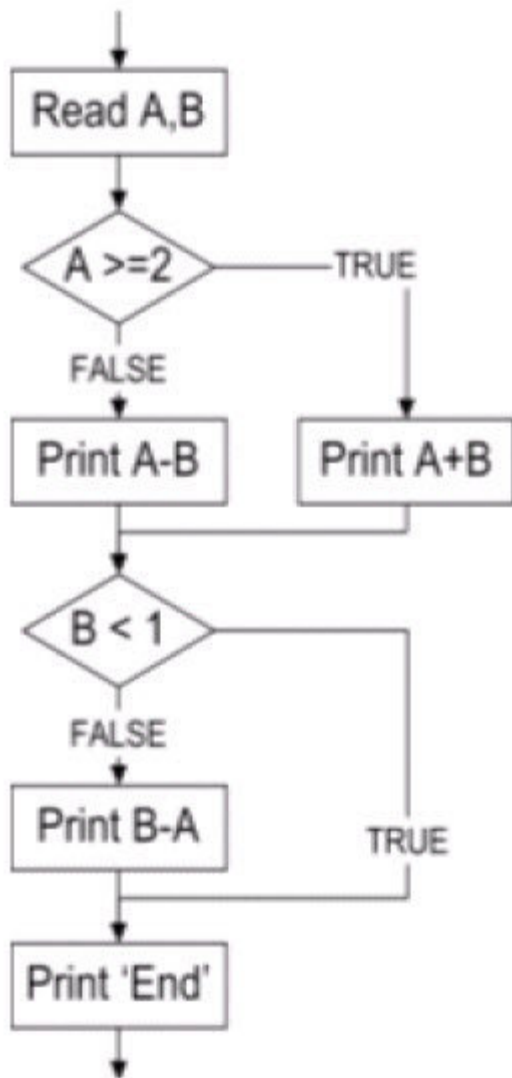 Read A,B
A >=2
TRUE
FALSE
Print A-B
Print A+B
B < 1
FALSE
Print B-A
TRUE
Print ‘End’